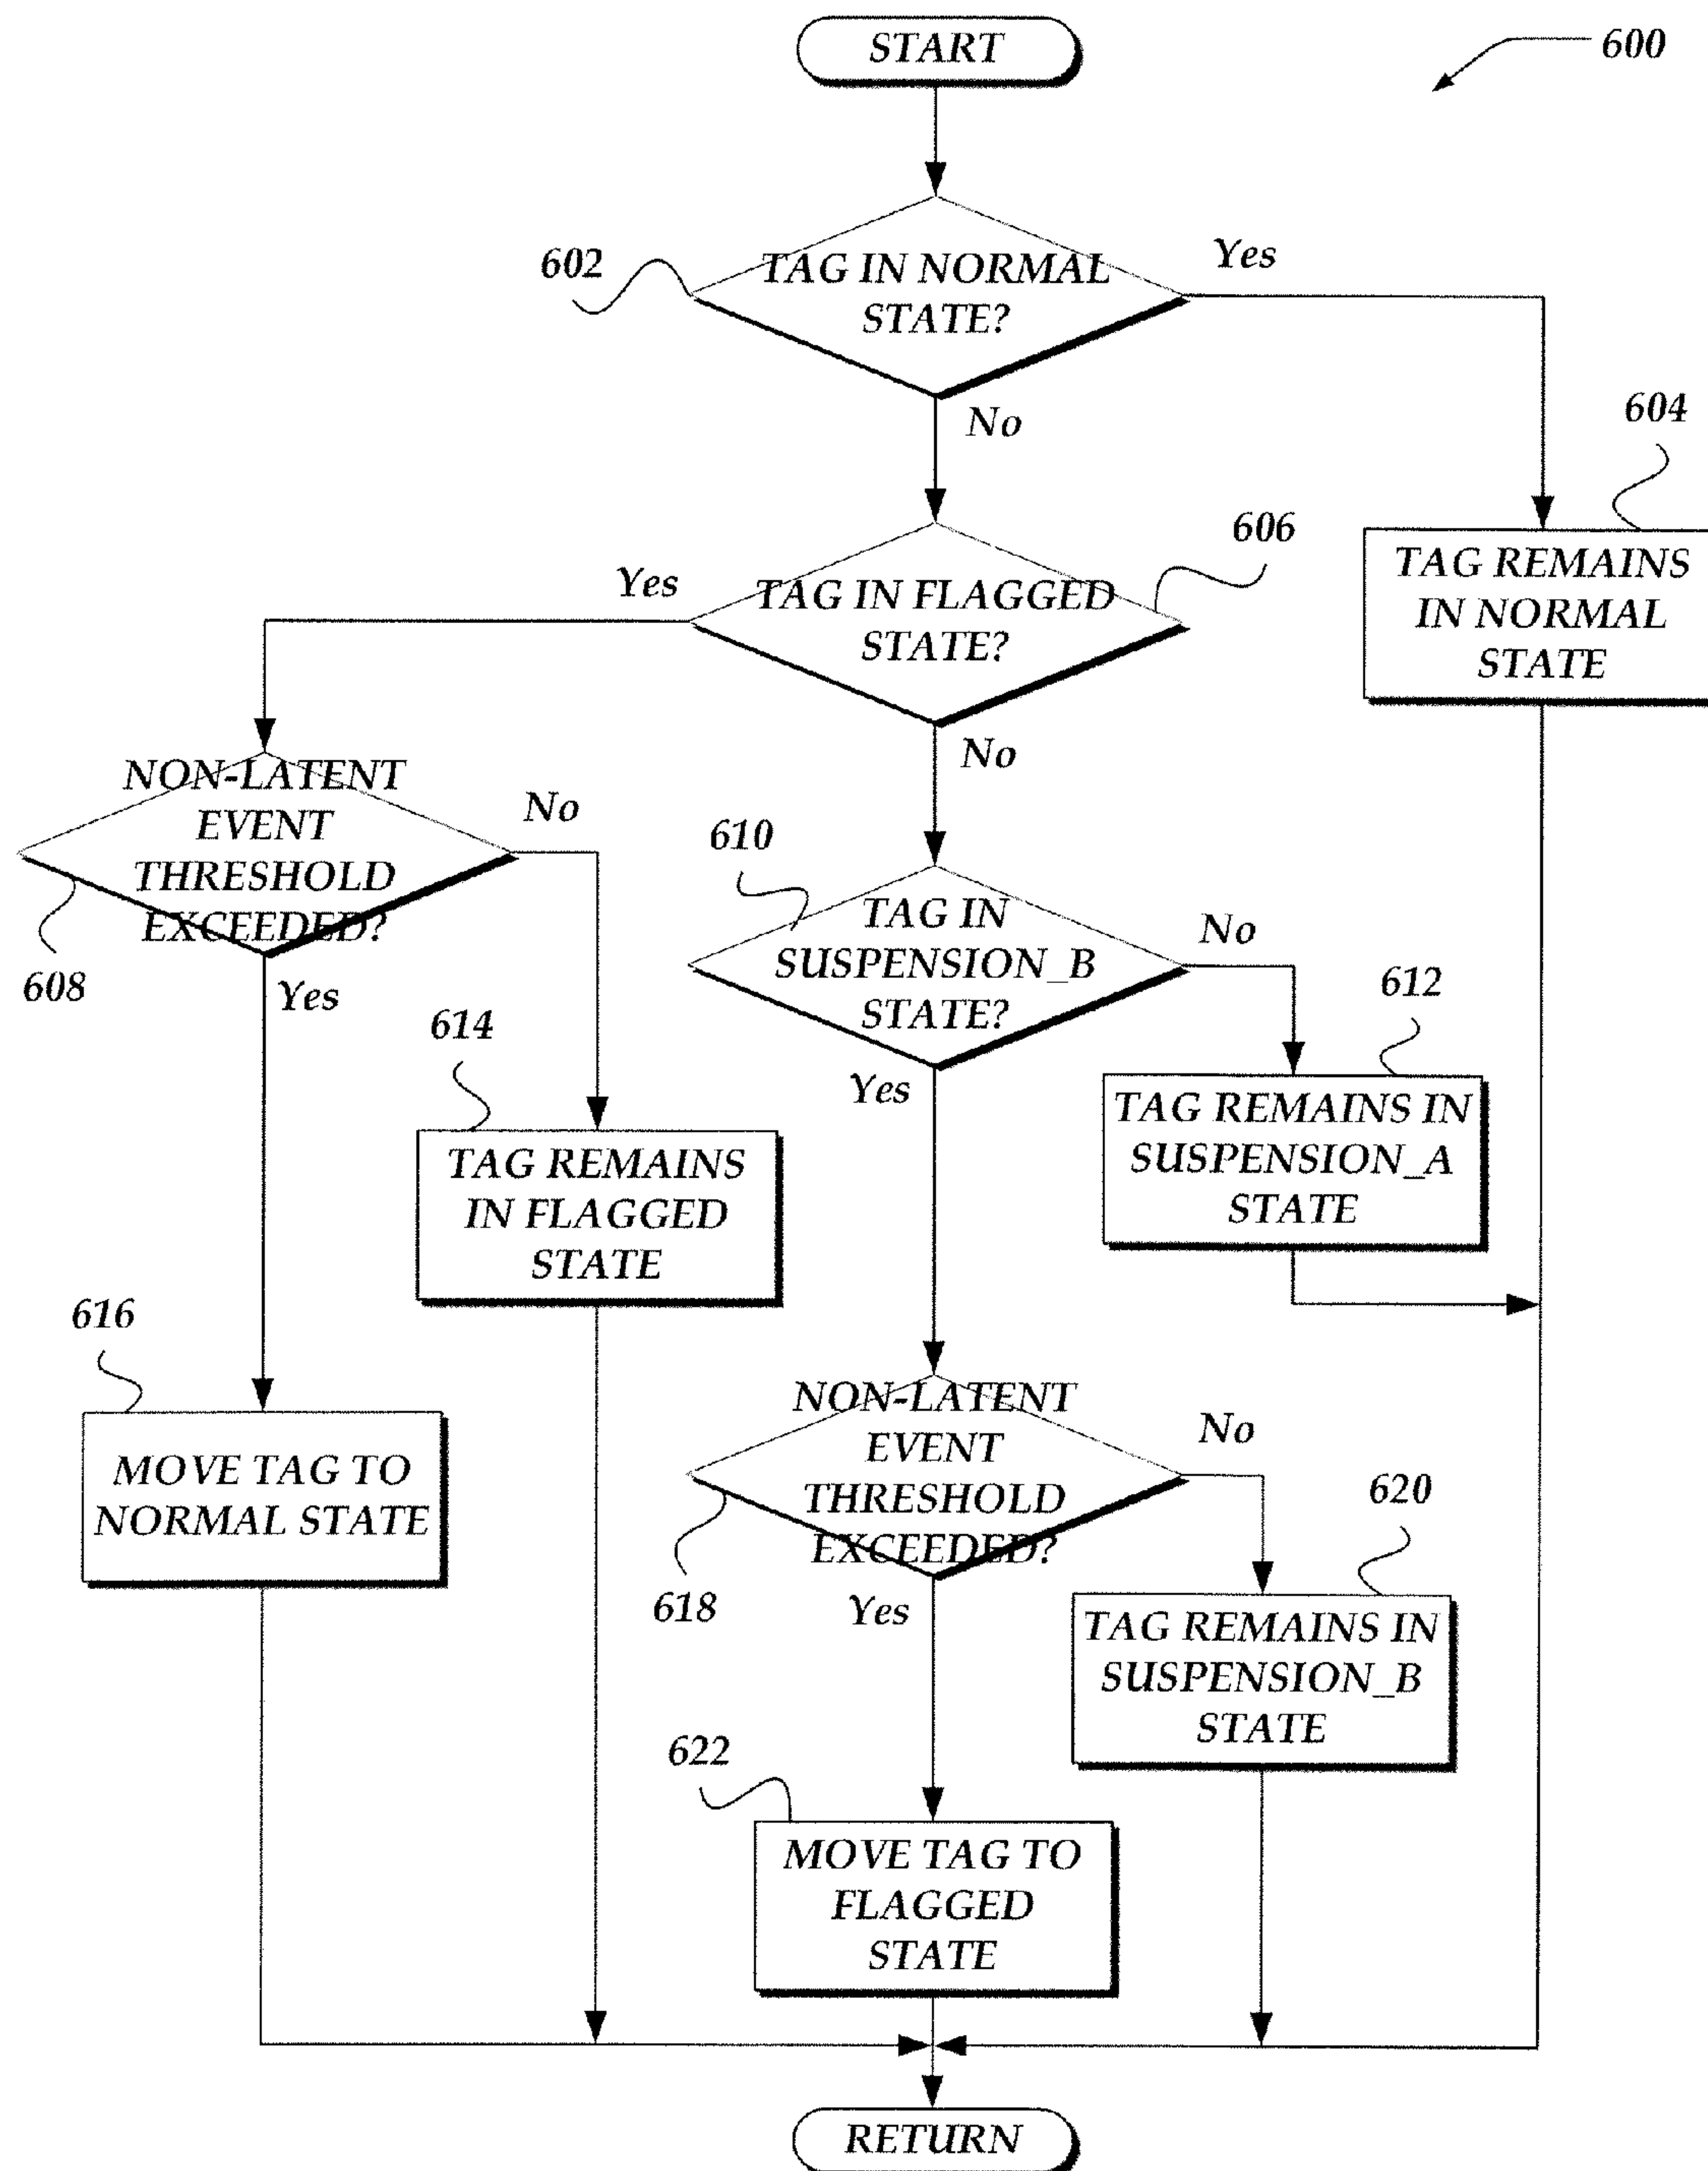 START
600
602
TAG IN NORMAL
STATE?
Yes
No
604
TAG REMAINS
IN NORMAL
STATE
606
Yes
TAG IN FLAGGED
STATE?
No
NON-LATENT
EVENT
THRESHOLD
EXCEEDED?
No
608
Yes
610
TAG IN
SUSPENSION_B
STATE?
No
Yes
612
TAG REMAINS IN
SUSPENSION_A
STATE
614
TAG REMAINS
IN FLAGGED
STATE
616
MOVE TAG TO
NORMAL STATE
NON-LATENT
EVENT
THRESHOLD
EXCEEDED?
No
618
Yes
620
TAG REMAINS IN
SUSPENSION_B
STATE
622
MOVE TAG TO
FLAGGED
STATE
RETURN